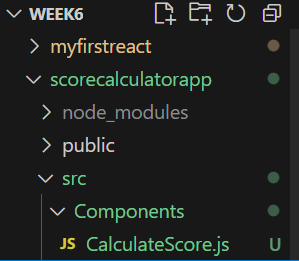 WEEK6
myfirstreact
scorecalculatorapp
node_modules
public
src
Components
JS CalculateScore.js U